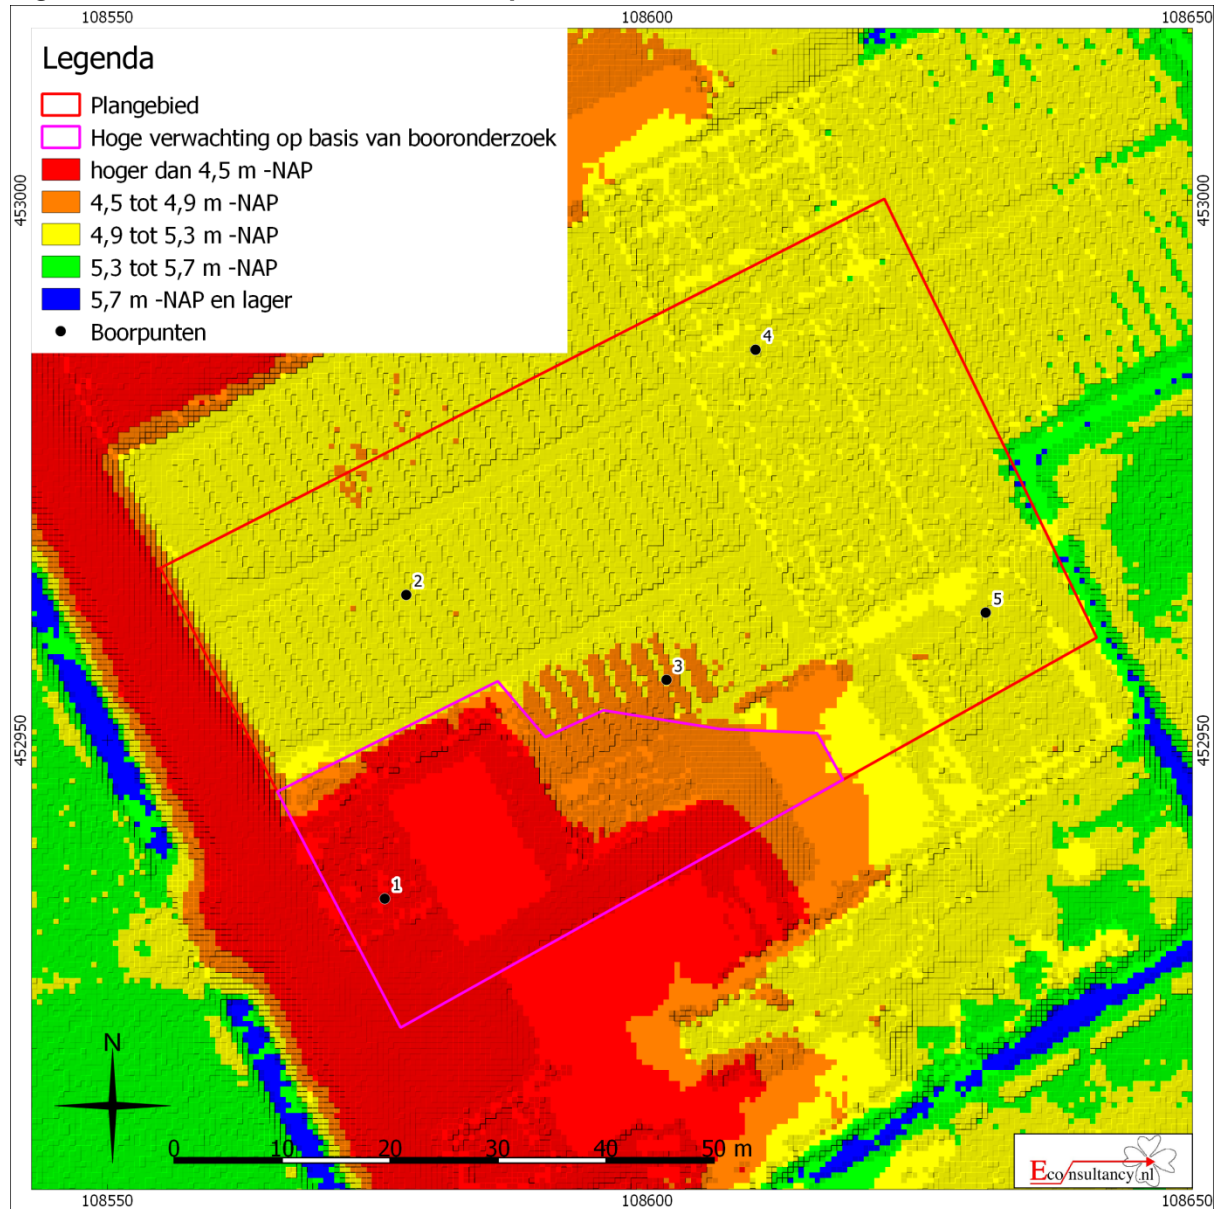 108550
108600
108650
Legenda
Plangebied
Hoge verwachting op basis van booronderzoek
hoger dan 4,5 m -NAP
4,5 tot 4,9 m -NAP
4,9 tot 5,3 m -NAP
5,3 tot 5,7 m -NAP
5,7 m -NAP en lager
Boorpunten
453000
453000
4
2
5
3
452950
452950
1
N
0
10
20
30
40
50 m
Econsultancy.nl
108550
108600
108650